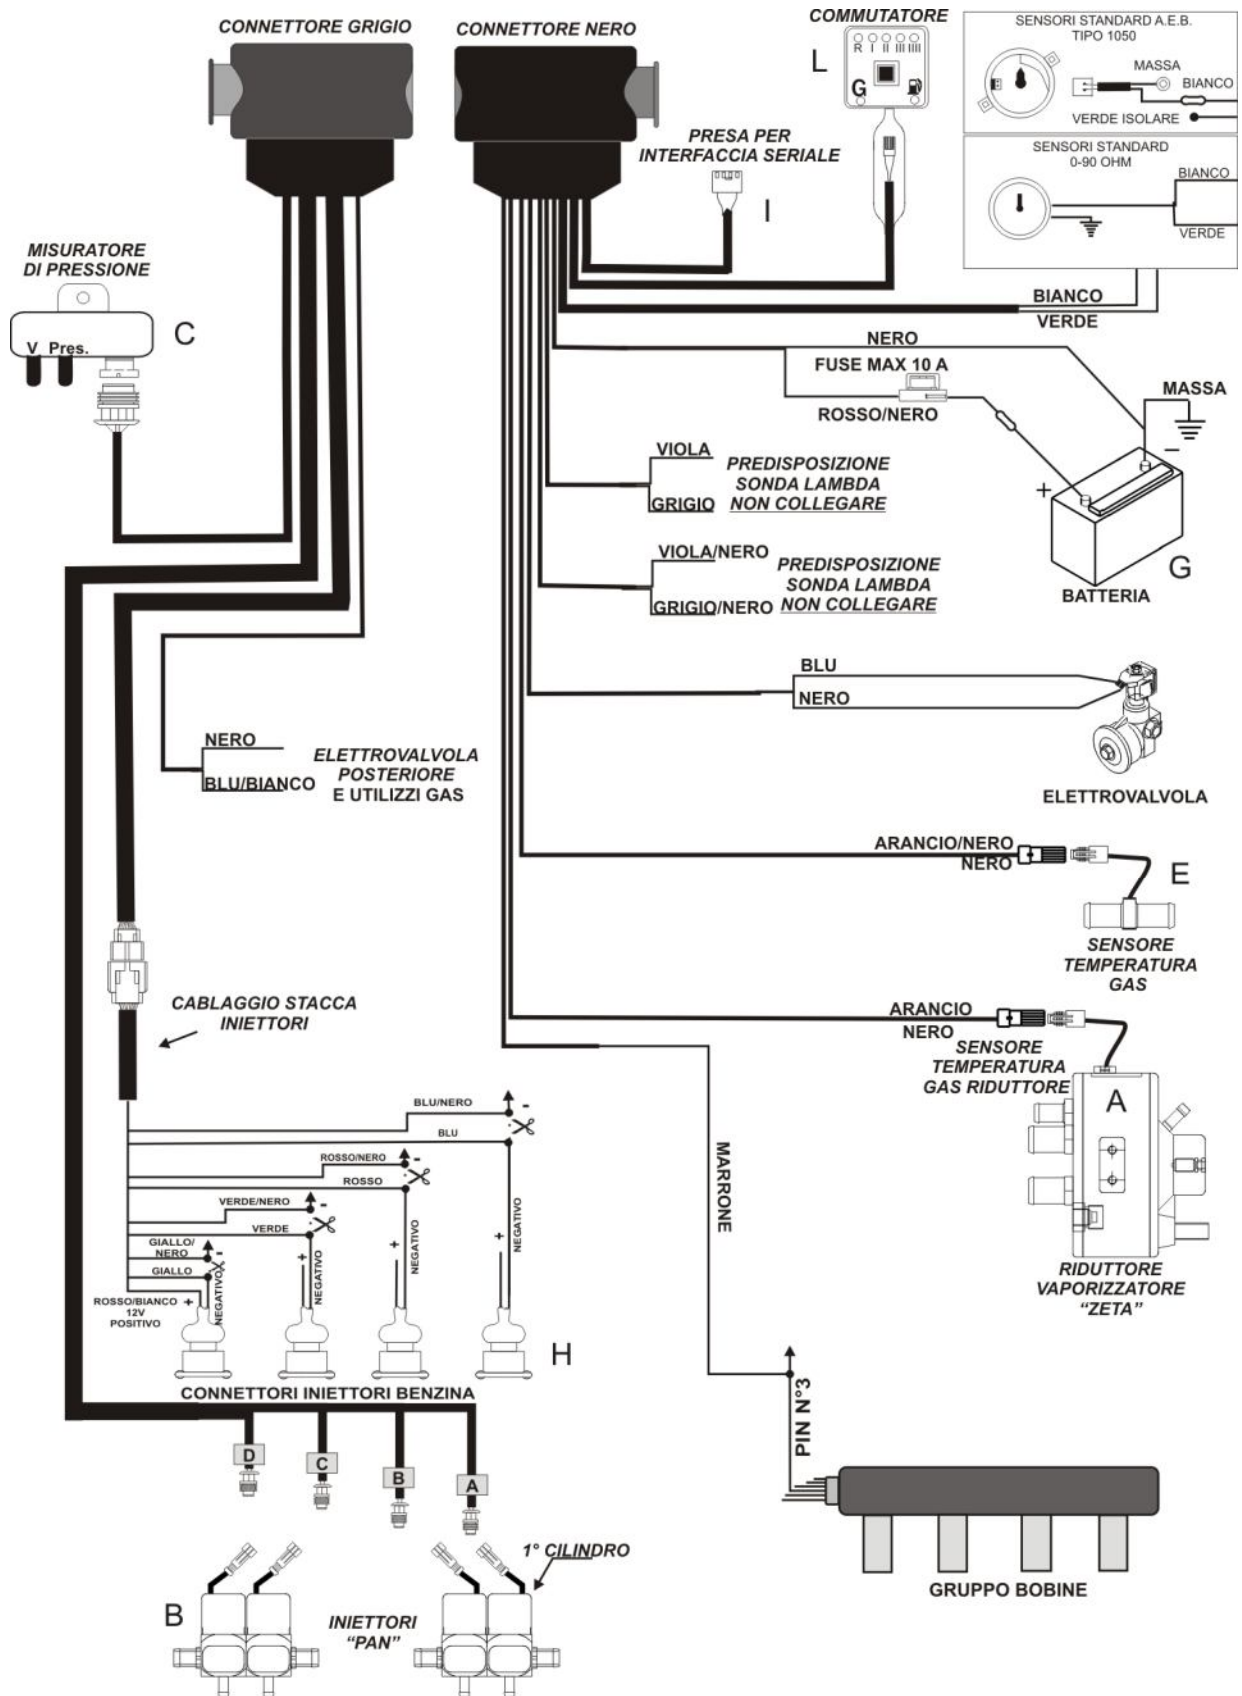 CONNETTORE GRIGIO
CONNETTORE NERO
COMMUTATORE
L
R I II III IIII
G
SENSORI STANDARD A.E.B.
TIPO 1050
MASSA
BIANCO
VERDE ISOLARE
SENSORI STANDARD
0-90 OHM
BIANCO
VERDE
PRESA PER
INTERFACCIA SERIALE
I
MISURATORE
DI PRESSIONE
C
V Pres.
BIANCO
VERDE
NERO
FUSE MAX 10 A
ROSSO/NERO
MASSA
–
+
G
BATTERIA
VIOLA
GRIGIO
PREDISPOSIZIONE
SONDA LAMBDA
NON COLLEGARE
VIOLA/NERO
GRIGIO/NERO
PREDISPOSIZIONE
SONDA LAMBDA
NON COLLEGARE
BLU
NERO
ELETTROVALVOLA
NERO
BLU/BIANCO
ELETTROVALVOLA
POSTERIORE
E UTILIZZI GAS
ARANCIO/NERO
NERO
E
SENSORE
TEMPERATURA
GAS
CABLAGGIO STACCA
INIETTORI
ARANCIO
NERO
SENSORE
TEMPERATURA
GAS RIDUTTORE
A
RIDUTTORE
VAPORIZZATORE
“ZETA”
MARRONE
BLU/NERO
-
BLU
ROSSO/NERO
-
ROSSO
VERDE/NERO
-
VERDE
GIALLO/
NERO
-
GIALLO
ROSSO/BIANCO
12V
POSITIVO
+
NEGATIVO
+
NEGATIVO
+
NEGATIVO
+
NEGATIVO
H
CONNETTORI INIETTORI BENZINA
D
C
B
A
PIN N°3
GRUPPO BOBINE
1° CILINDRO
B
INIETTORI
“PAN”